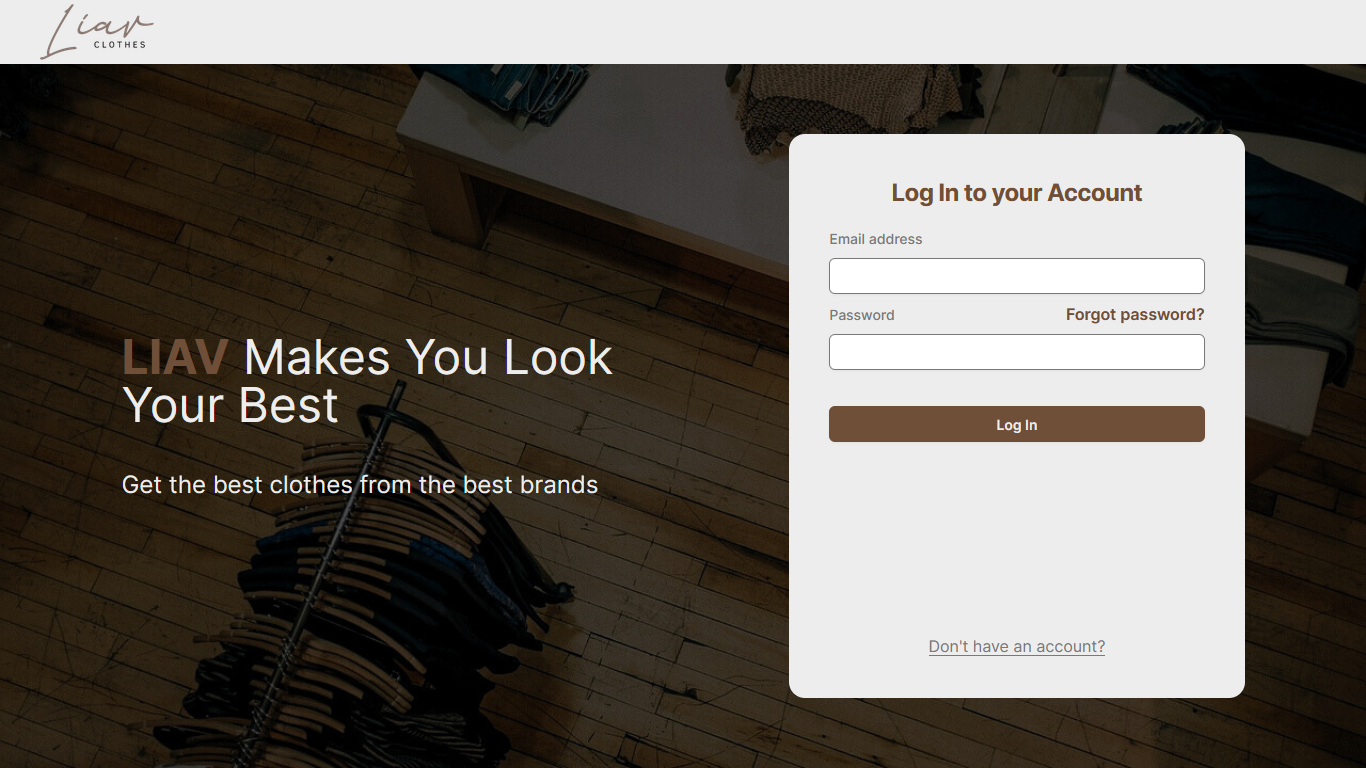 Liav
CLOTHES
LIAV Makes You Look
Your Best
Get the best clothes from the best brands
Log In to your Account
Email address
Password
Forgot password?
Log In
Don't have an account?